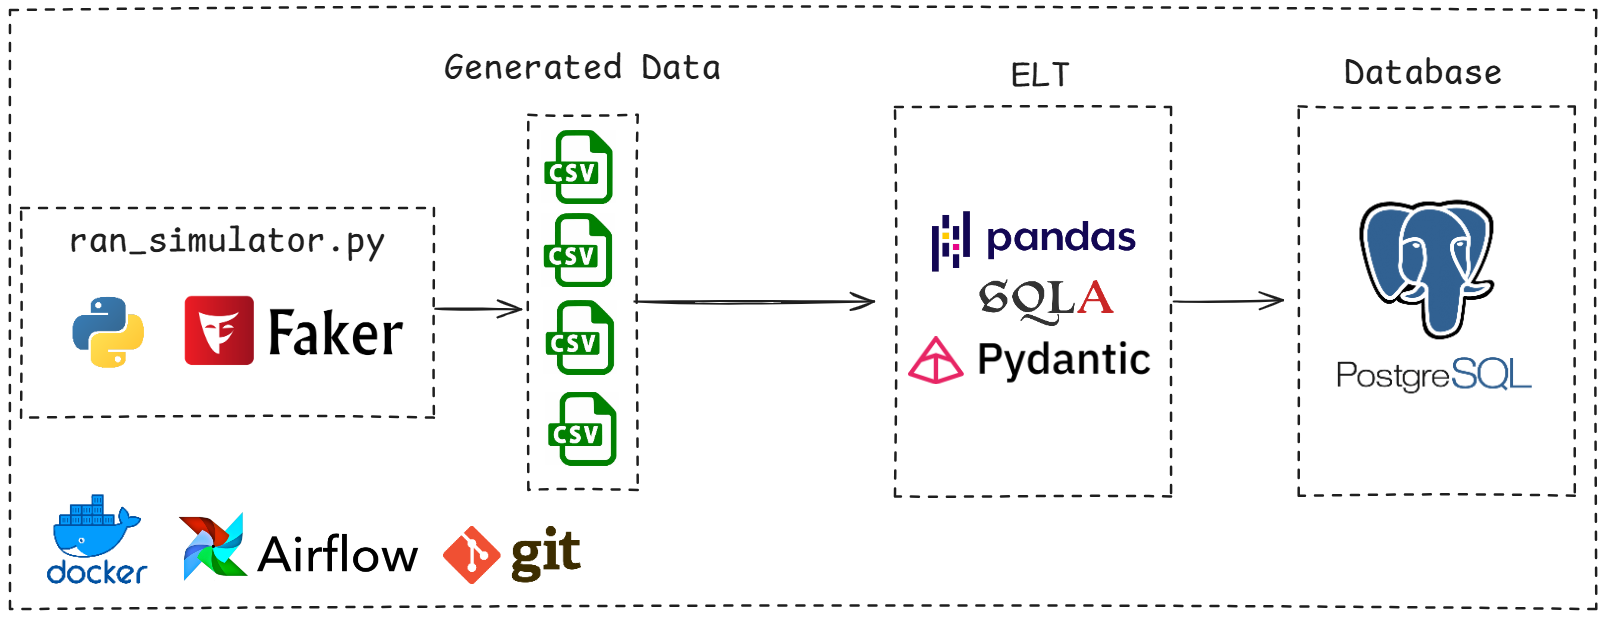 Generated Data
ELT
Database
ran_simulator.py
Faker
CSV
CSV
CSV
CSV
pandas
SQLA
Pydantic
PostgreSQL
docker
Airflow
git